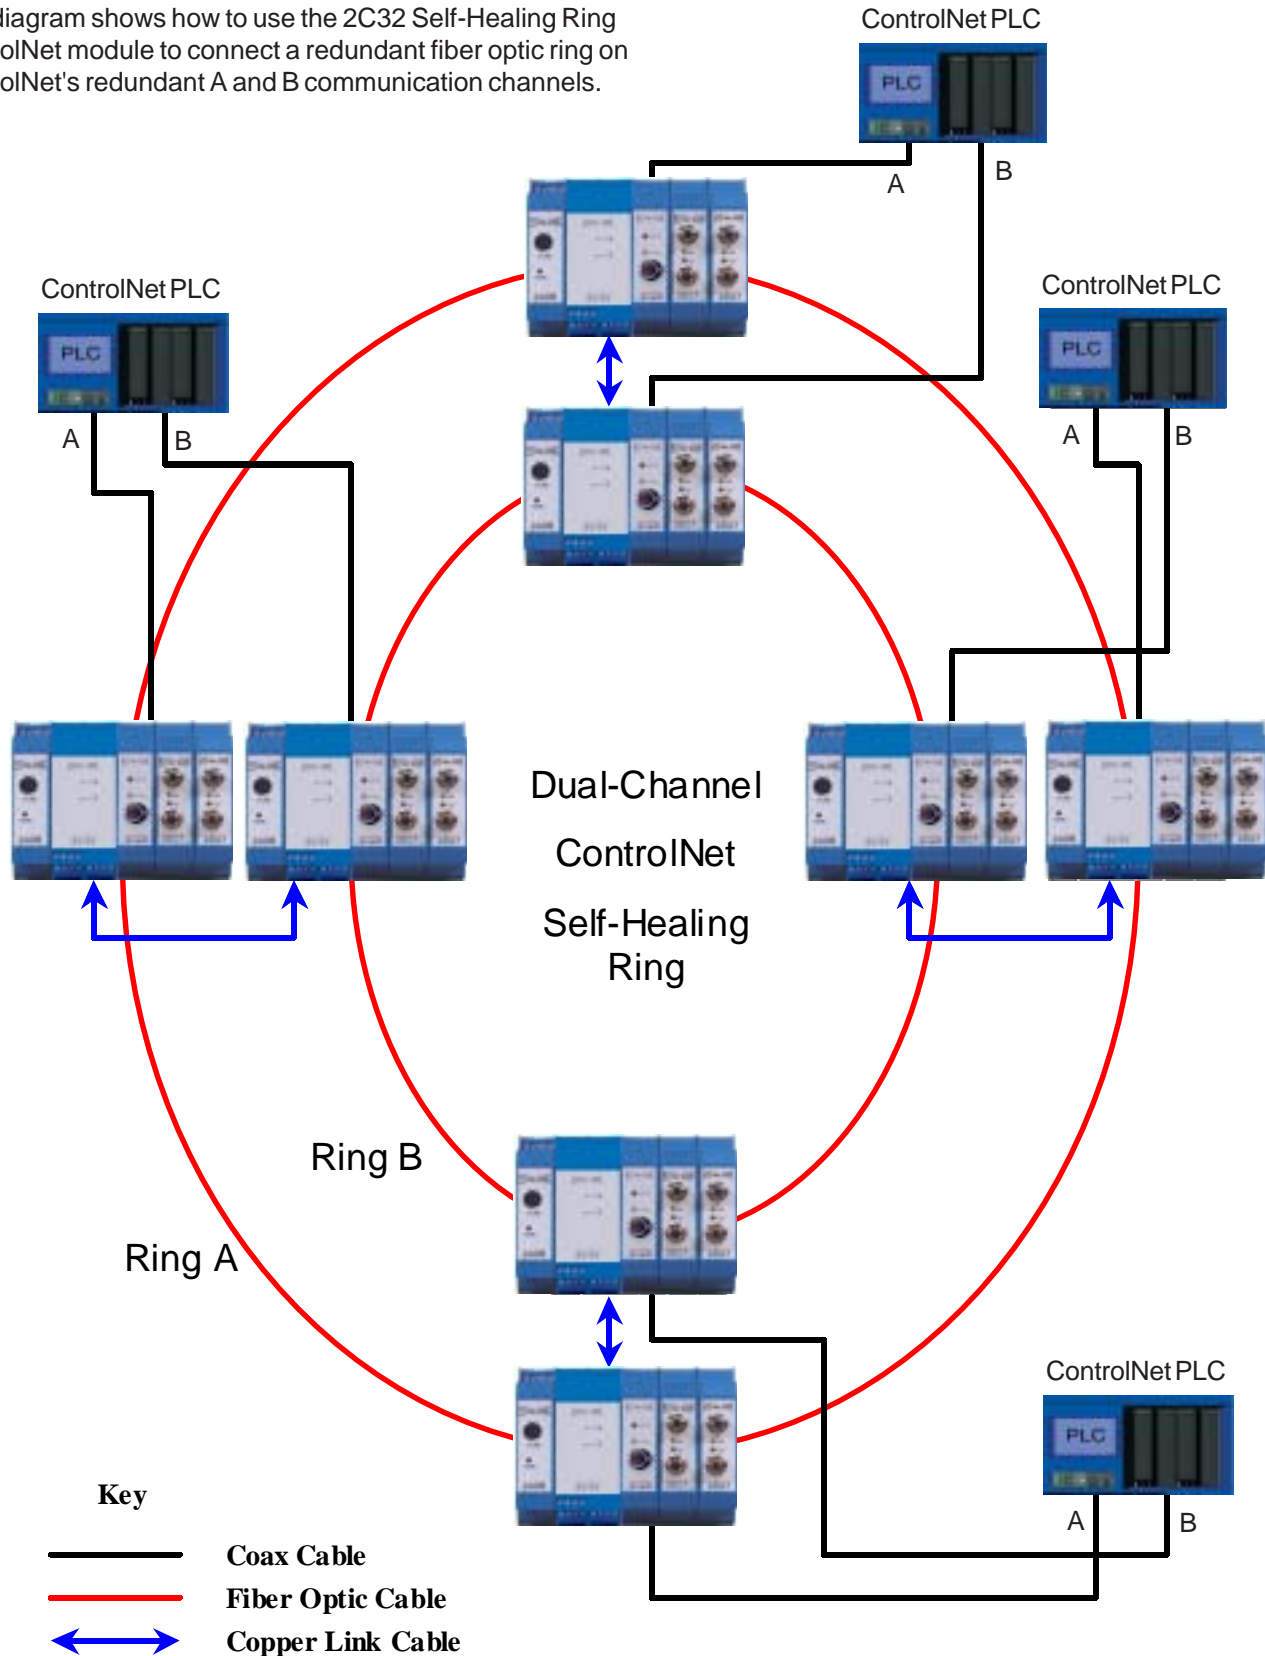 diagram shows how to use the 2C32 Self-Healing Ring
olNet module to connect a redundant fiber optic ring on
olNet's redundant A and B communication channels.
ControlNet PLC
PLC
A
B
ControlNet PLC
PLC
A
B
ControlNet PLC
PLC
A
B
Dual-Channel
ControlNet
Self-Healing
Ring
Ring B
Ring A
ControlNet PLC
PLC
A
B
Key
Coax Cable
Fiber Optic Cable
Copper Link Cable